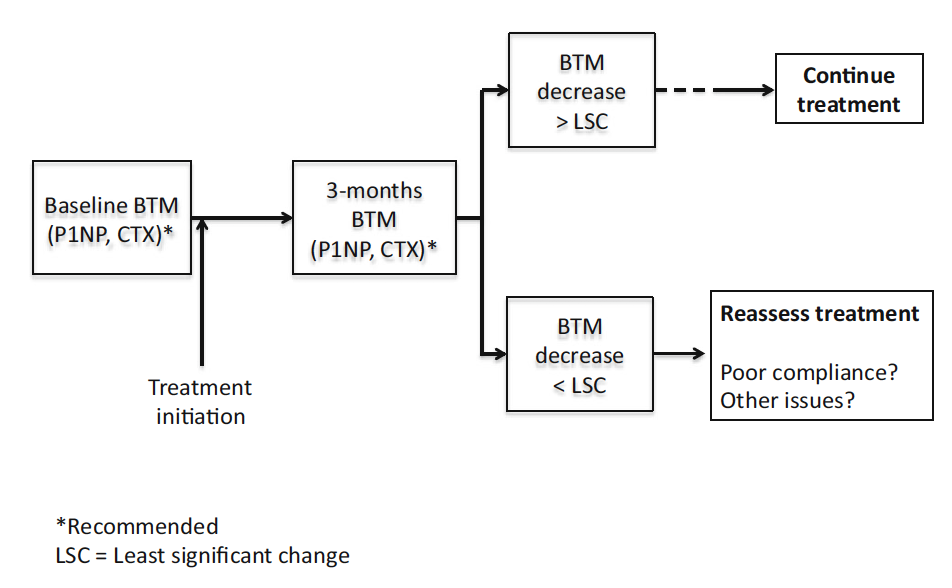 Baseline BTM
(P1NP, CTX)*
Treatment
initiation
3-months
BTM
(P1NP, CTX)*
BTM
decrease
> LSC
Continue
treatment
BTM
decrease
< LSC
Reassess treatment
Poor compliance?
Other issues?
*Recommended
LSC = Least significant change